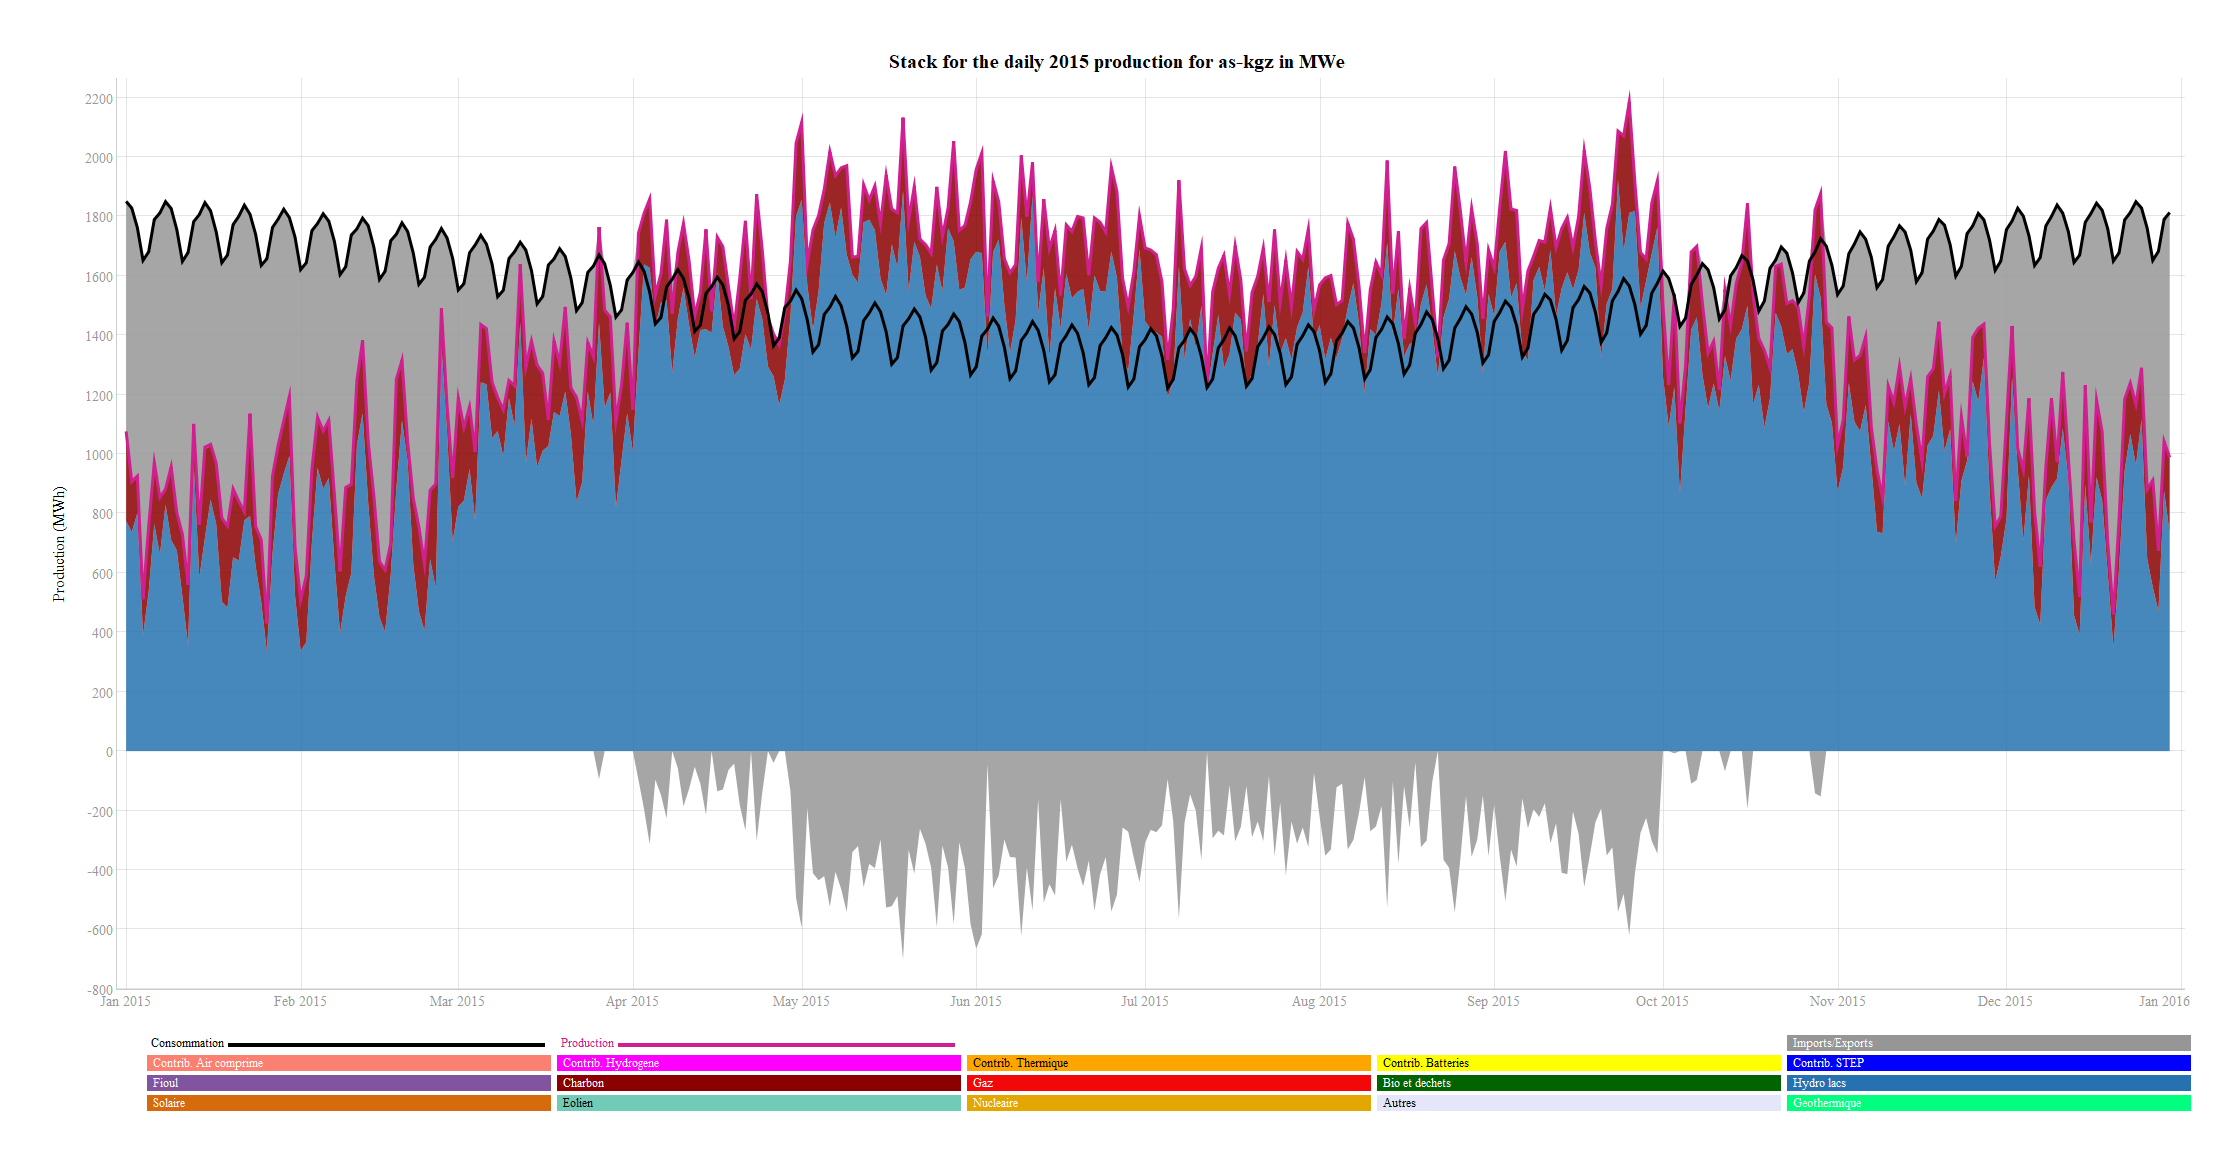 Stack for the daily 2015 production for as-kgz in MWe
Production (MWh)
2200
2000
1800
1600
1400
1200
1000
800
600
400
200
0
-200
-400
-600
-800
Jan 2015 Feb 2015 Mar 2015 Apr 2015 May 2015 Jun 2015 Jul 2015 Aug 2015 Sep 2015 Oct 2015 Nov 2015 Dec 2015 Jan 2016
Consommation Production Imports/Exports
Contrib. Air comprime Contrib. Hydrogene Contrib. Thermique Contrib. Batteries Contrib. STEP
Fioul Charbon Gaz Bio et dechets Hydro lacs
Solaire Eolien Nucleaire Autres Geothermique